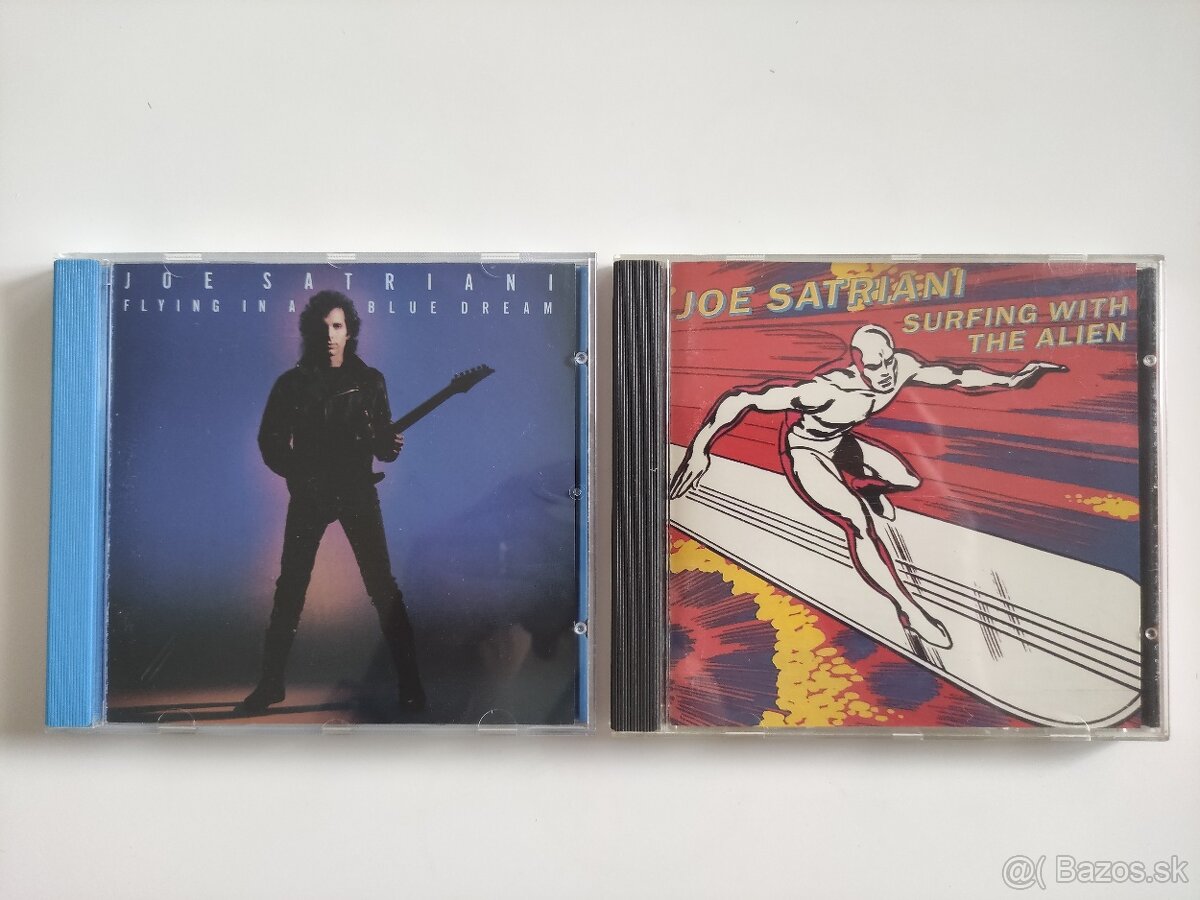 JOE SATRIANI
FLYING IN A BLUE DREAM
JOE SATRIANI
SURFING WITH
THE ALIEN
@( Bazos.sk